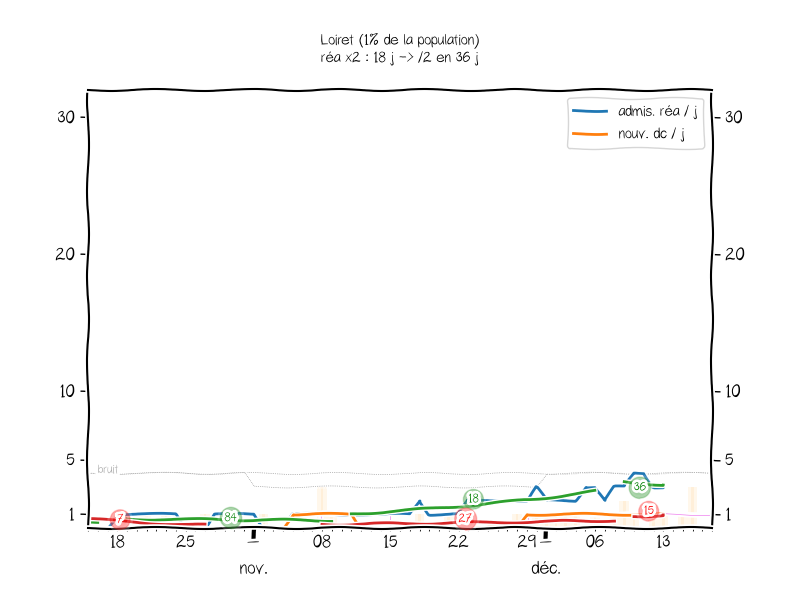 Loiret (1% de la population)
réa x2 : 18 j -> /2 en 36 j
admis. réa / j
nouv. dc / j
30 30
20 20
10 10
5 5
bruit
1 1
7 84 18 27 36 15
18 25 08 15 22 29 06 13
nov. déc.